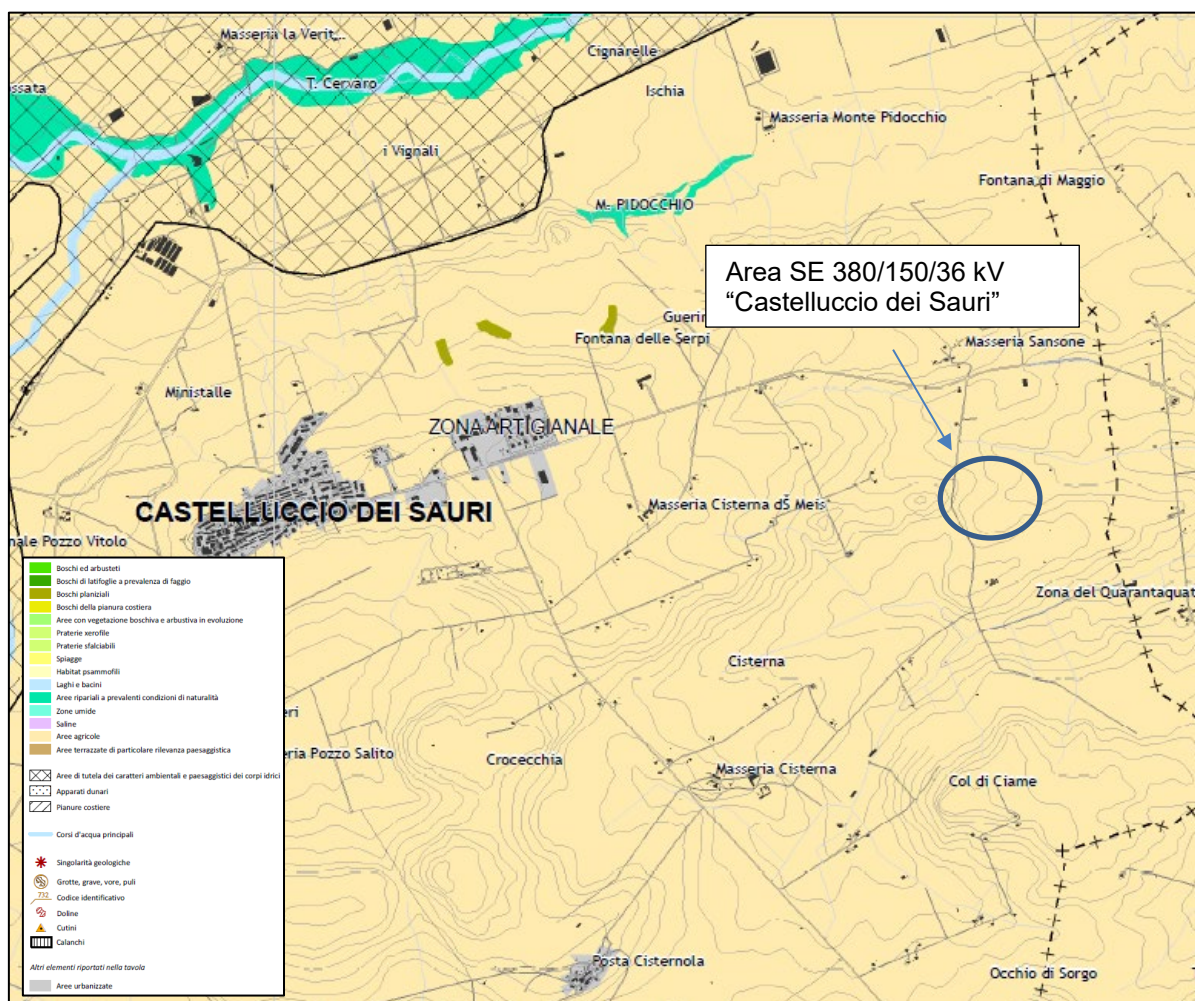 Masseria la Verit...
Cignarelle
ssata
T. Cervaro
Ischia
Masseria Monte Pidocchio
i Vignali
Fontana di Maggio
M. PIDOCCHIO
Area SE 380/150/36 kV
“Castelluccio dei Sauri”
Guerin
Fontana delle Serpi
Masseria Sansone
Ministalle
ZONA ARTIGIANALE
CASTELLUCCIO DEI SAURI
Masseria Cisterna dŠ Meis
nale Pozzo Vitolo
Zona del Quarantaquat
Cisterna
eri
eria Pozzo Salito
Crocecchia
Masseria Cisterna
Col di Ciame
Posta Cisternola
Occhio di Sorgo
Boschi ed arbusteti
Boschi di latifoglie a prevalenza di faggio
Boschi planiziali
Boschi della pianura costiera
Aree con vegetazione boschiva e arbustiva in evoluzione
Praterie xerofile
Praterie sfalciabili
Spiagge
Habitat psammofili
Laghi e bacini
Aree ripariali a prevalenti condizioni di naturalità
Zone umide
Saline
Aree agricole
Aree terrazzate di particolare rilevanza paesaggistica
Aree di tutela dei caratteri ambientali e paesaggistici dei corpi idrici
Apparati dunari
Pianure costiere
Corsi d'acqua principali
Singolarità geologiche
Grotte, grave, vore, puli
732 Codice identificativo
Doline
Cutini
Calanchi
Altri elementi riportati nella tavola
Aree urbanizzate